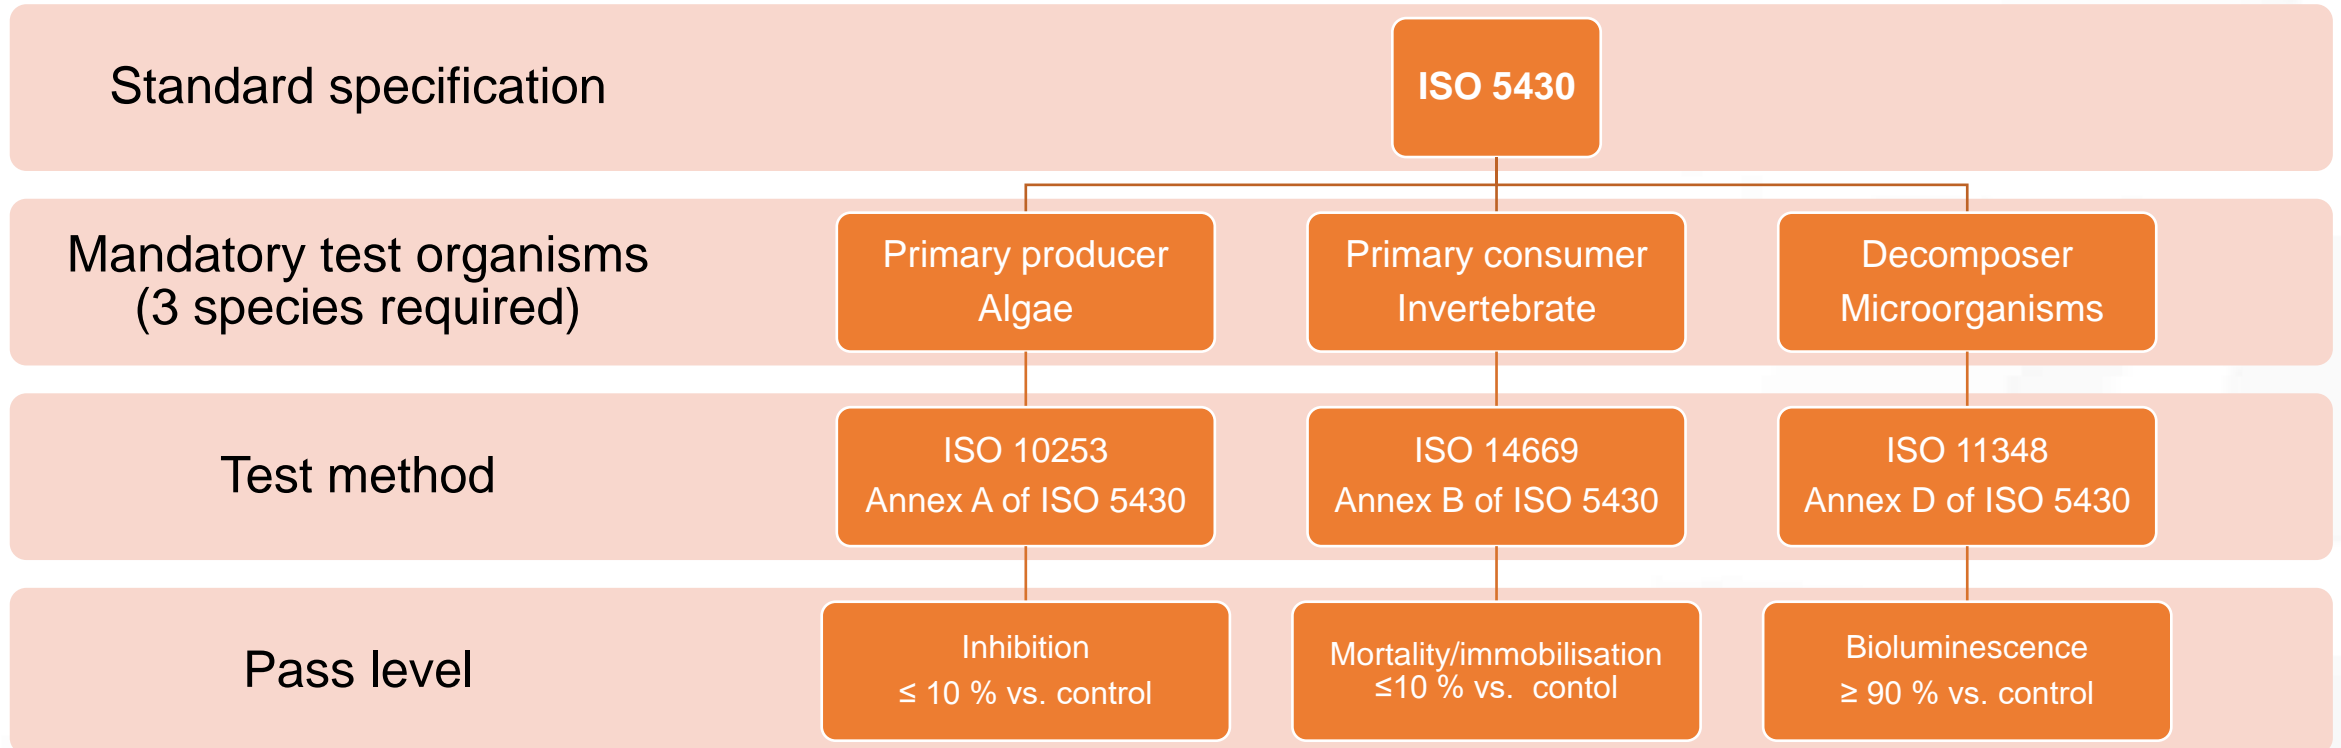 Standard specification
ISO 5430
Mandatory test organisms
(3 species required)
Primary producer
Algae
Primary consumer
Invertebrate
Decomposer
Microorganisms
Test method
ISO 10253
Annex A of ISO 5430
ISO 14669
Annex B of ISO 5430
ISO 11348
Annex D of ISO 5430
Pass level
Inhibition
≤ 10 % vs. control
Mortality/immobilisation
≤10 % vs. contol
Bioluminescence
≥ 90 % vs. control